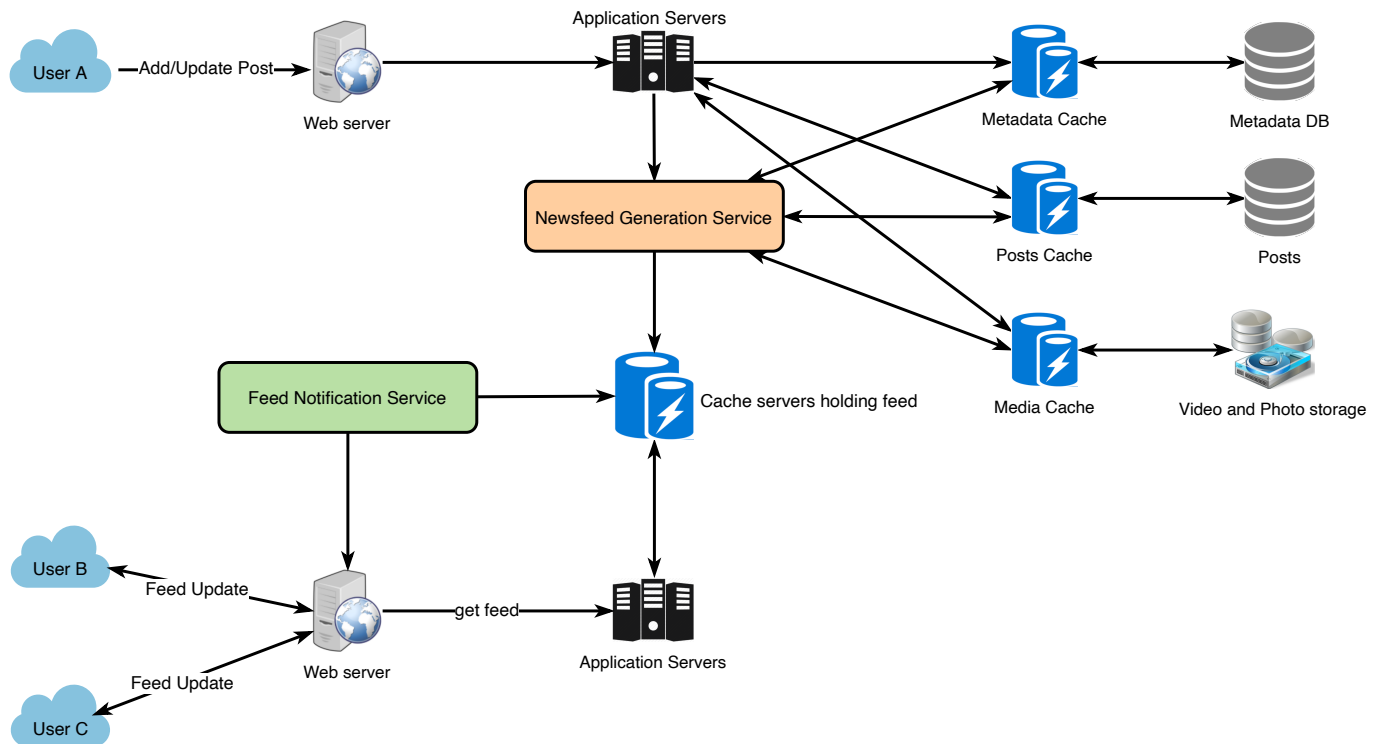 Application Servers
User A
Add/Update Post
Web server
Metadata Cache
Metadata DB
Newsfeed Generation Service
Posts Cache
Posts
Feed Notification Service
Cache servers holding feed
Media Cache
Video and Photo storage
User B
Feed Update
get feed
Web server
Application Servers
Feed Update
User C